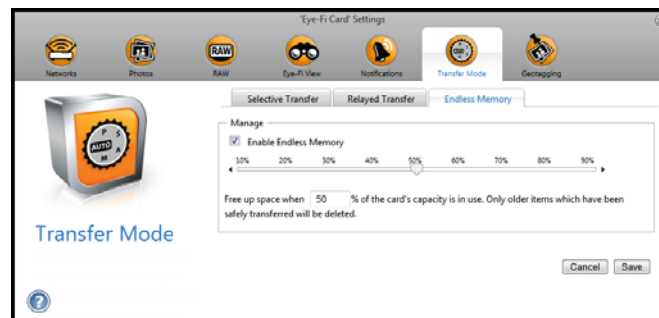 'Eye-Fi Card' Settings
Networks Photos RAW Eye-Fi View Notifications Transfer Mode Geotagging
RAW
Selective Transfer Relayed Transfer Endless Memory
Manage
Enable Endless Memory
10% 20% 30% 40% 50% 60% 70% 80% 90%
P S AUTO M A
Free up space when 50 % of the card's capacity is in use. Only older items which have been
safely transferred will be deleted.
Transfer Mode
Cancel Save
?